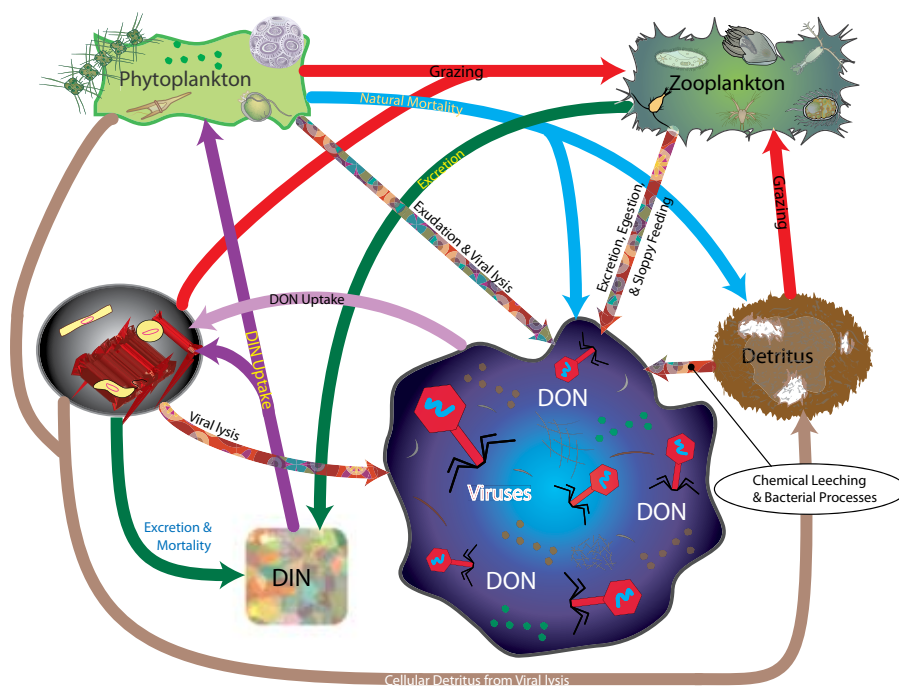 Phytoplankton
Grazing
Zooplankton
Natural Mortality
Excretion
Exudation & Viral lysis
Excretion, Egestion
& Sloppy Feeding
Grazing
DON Uptake
DIN Uptake
Detritus
DON
Viral lysis
Viruses
Chemical Leeching
& Bacterial Processes
DON
Excretion &
Mortality
DIN
DON
Cellular Detritus from Viral lysis